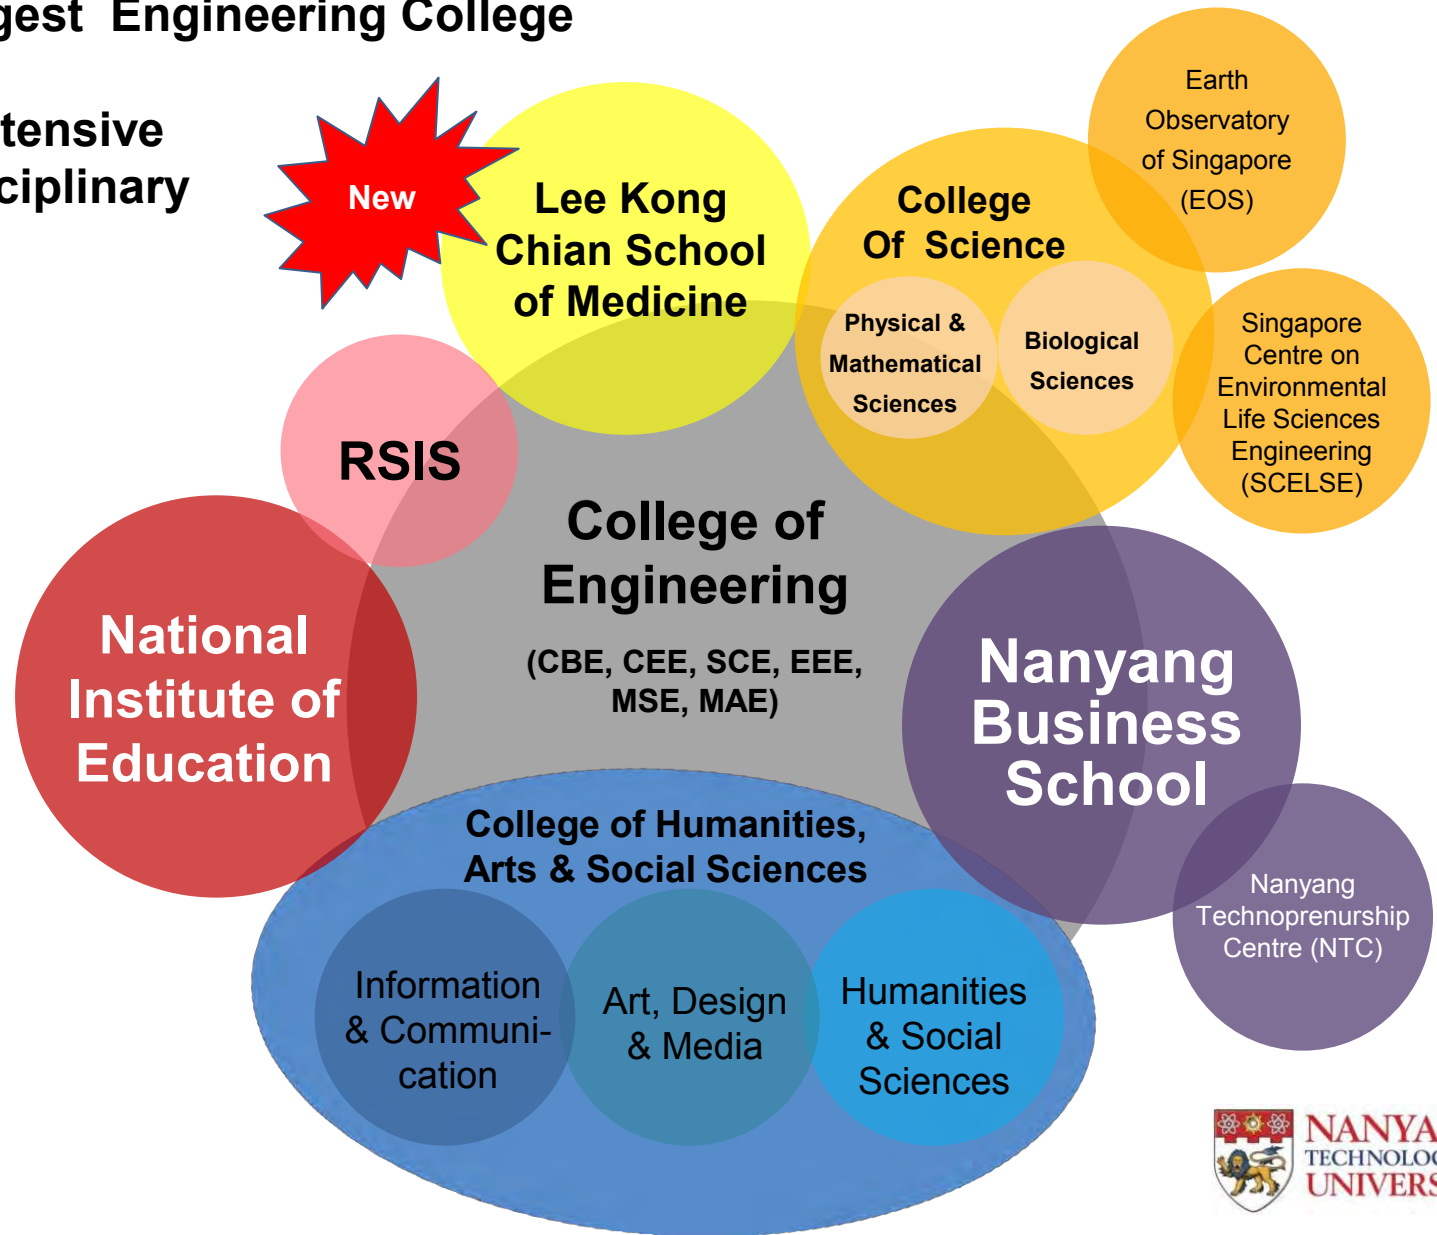 gest Engineering College
tensive
ciplinary
New
Lee Kong
Chian School
of Medicine
College
Of Science
Physical &
Mathematical
Sciences
Biological
Sciences
Earth
Observatory
of Singapore
(EOS)
Singapore
Centre on
Environmental
Life Sciences
Engineering
(SCELSE)
RSIS
College of
Engineering
(CBE, CEE, SCE, EEE,
MSE, MAE)
National
Institute of
Education
Nanyang
Business
School
Nanyang
Technoprenurship
Centre (NTC)
College of Humanities,
Arts & Social Sciences
Information
& Communi-
cation
Art, Design
& Media
Humanities
& Social
Sciences
NANYA
TECHNOLOG
UNIVERS